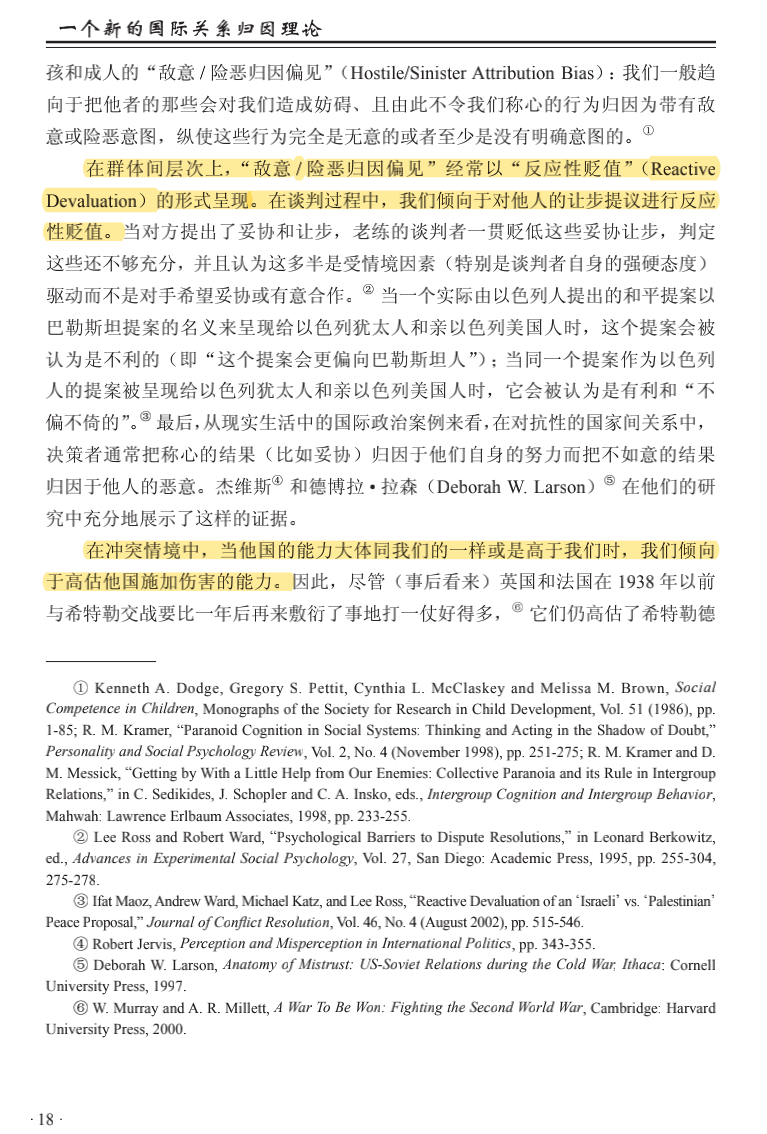 一个新的国际关系归因理论
孩和成人的“敌意 / 险恶归因偏见”（Hostile/Sinister Attribution Bias）：我们一般趋
向于把他者的那些会对我们造成妨碍、且由此不令我们称心的行为归因为带有敌
意或险恶意图，纵使这些行为完全是无意的或者至少是没有明确意图的。①
在群体间层次上，“敌意 / 险恶归因偏见”经常以“反应性贬值”（Reactive
Devaluation）的形式呈现。在谈判过程中，我们倾向于对他人的让步提议进行反应
性贬值。当对方提出了妥协和让步，老练的谈判者一贯贬低这些妥协让步，判定
这些还不够充分，并且认为这多半是受情境因素（特别是谈判者自身的强硬态度）
驱动而不是对手希望妥协或有意合作。② 当一个实际由以色列人提出的和平提案以
巴勒斯坦提案的名义来呈现给以色列犹太人和亲以色列美国人时，这个提案会被
认为是不利的（即“这个提案会更偏向巴勒斯坦人”）；当同一个提案作为以色列
人的提案被呈现给以色列犹太人和亲以色列美国人时，它会被认为是有利和“不
偏不倚的”。③ 最后，从现实生活中的国际政治案例来看，在对抗性的国家间关系中，
决策者通常把称心的结果（比如妥协）归因于他们自身的努力而把不如意的结果
归因于他人的恶意。杰维斯④ 和德博拉·拉森（Deborah W. Larson）⑤ 在他们的研
究中充分地展示了这样的证据。
在冲突情境中，当他国的能力大体同我们的一样或是高于我们时，我们倾向
于高估他国施加伤害的能力。因此，尽管（事后看来）英国和法国在 1938 年以前
与希特勒交战要比一年后再来敷衍了事地打一仗好得多，⑥ 它们仍高估了希特勒德
① Kenneth A. Dodge, Gregory S. Pettit, Cynthia L. McClaskey and Melissa M. Brown, Social
Competence in Children, Monographs of the Society for Research in Child Development, Vol. 51 (1986), pp.
1-85; R. M. Kramer, “Paranoid Cognition in Social Systems: Thinking and Acting in the Shadow of Doubt,”
Personality and Social Psychology Review, Vol. 2, No. 4 (November 1998), pp. 251-275; R. M. Kramer and D.
M. Messick, “Getting by With a Little Help from Our Enemies: Collective Paranoia and its Rule in Intergroup
Relations,” in C. Sedikides, J. Schopler and C. A. Insko, eds., Intergroup Cognition and Intergroup Behavior,
Mahwah: Lawrence Erlbaum Associates, 1998, pp. 233-255.
② Lee Ross and Robert Ward, “Psychological Barriers to Dispute Resolutions,” in Leonard Berkowitz,
ed., Advances in Experimental Social Psychology, Vol. 27, San Diego: Academic Press, 1995, pp. 255-304,
275-278.
③ Ifat Maoz, Andrew Ward, Michael Katz, and Lee Ross, “Reactive Devaluation of an ‘Israeli’ vs. ‘Palestinian’
Peace Proposal,” Journal of Conflict Resolution, Vol. 46, No. 4 (August 2002), pp. 515-546.
④ Robert Jervis, Perception and Misperception in International Politics, pp. 343-355.
⑤ Deborah W. Larson, Anatomy of Mistrust: US-Soviet Relations during the Cold War, Ithaca: Cornell
University Press, 1997.
⑥ W. Murray and A. R. Millett, A War To Be Won: Fighting the Second World War, Cambridge: Harvard
University Press, 2000.
· 18 ·